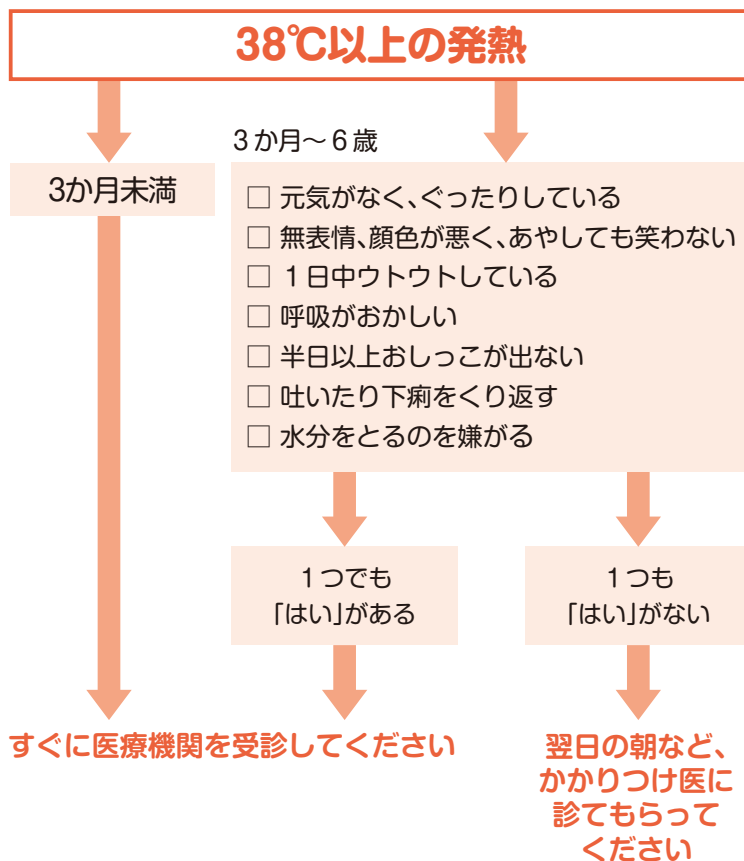 38℃以上の発熱
3か月未満
3か月～6歳
□ 元気がなく、ぐったりしている
□ 無表情、顔色が悪く、あやしても笑わない
□ 1日中ウトウトしている
□ 呼吸がおかしい
□ 半日以上おしっこが出ない
□ 吐いたり下痢をくり返す
□ 水分をとるのを嫌がる
1つでも
「はい」がある
1つも
「はい」がない
すぐに医療機関を受診してください
翌日の朝など、
かかりつけ医に
診てもらって
ください